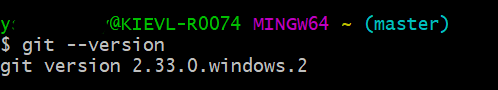 @KIEVL-R0074 MINGW64 ~ (master)
$ git --version
git version 2.33.0.windows.2